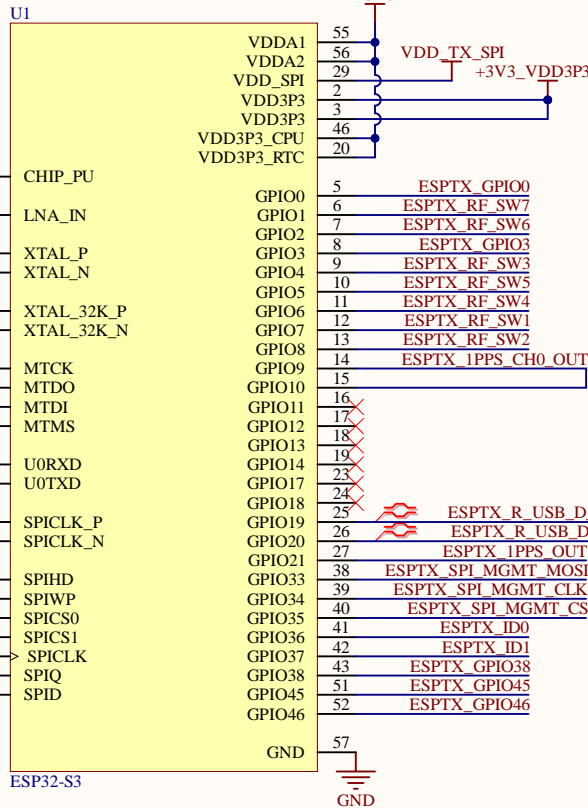 U1
VDDA1 55
VDDA2 56
VDD_SPI 29 VDD_TX_SPI
VDD3P3 2 +3V3_VDD3P3
VDD3P3 3
VDD3P3_CPU 46
VDD3P3_RTC 20
CHIP_PU
GPIO0 5 ESPTX_GPIO0
LNA_IN GPIO1 6 ESPTX_RF_SW7
GPIO2 7 ESPTX_RF_SW6
XTAL_P GPIO3 8 ESPTX_GPIO3
XTAL_N GPIO4 9 ESPTX_RF_SW3
GPIO5 10 ESPTX_RF_SW5
XTAL_32K_P GPIO6 11 ESPTX_RF_SW4
XTAL_32K_N GPIO7 12 ESPTX_RF_SW1
GPIO8 13 ESPTX_RF_SW2
MTCK GPIO9 14 ESPTX_1PPS_CH0_OUT
MTDO GPIO10 15
MTDI GPIO11 16
MTMS GPIO12 17
GPIO13 18
U0RXD GPIO14 19
U0TXD GPIO17 23
GPIO18 24
SPICLK_P GPIO19 25 ESPTX_R_USB_D_
SPICLK_N GPIO20 26 ESPTX_R_USB_D
GPIO21 27 ESPTX_1PPS_OUT
SPIHD GPIO33 38 ESPTX_SPI_MGMT_MOSI
SPIWP GPIO34 39 ESPTX_SPI_MGMT_CLK
SPICS0 GPIO35 40 ESPTX_SPI_MGMT_CS
SPICS1 GPIO36 41 ESPTX_ID0
SPICLK GPIO37 42 ESPTX_ID1
SPIQ GPIO38 43 ESPTX_GPIO38
SPID GPIO45 51 ESPTX_GPIO45
GPIO46 52 ESPTX_GPIO46
GND 57
ESP32-S3
GND